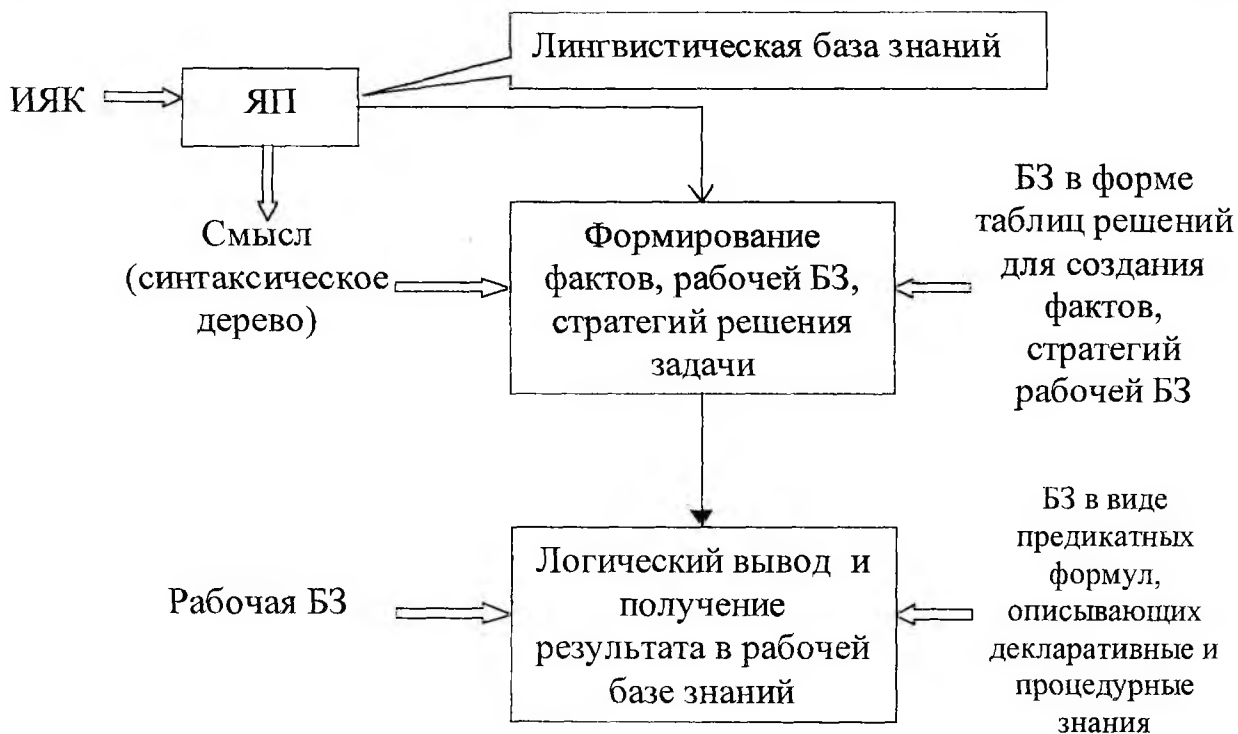 Лингвистическая база знаний
ИЯК
ЯП
Смысл
(синтаксическое
дерево)
Формирование
фактов, рабочей БЗ,
стратегий решения
задачи
БЗ в форме
таблиц решений
для создания
фактов,
стратегий
рабочей БЗ
Рабочая БЗ
Логический вывод и
получение
результата в рабочей
базе знаний
БЗ в виде
предикатных
формул,
описывающих
декларативные и
процедурные
знания